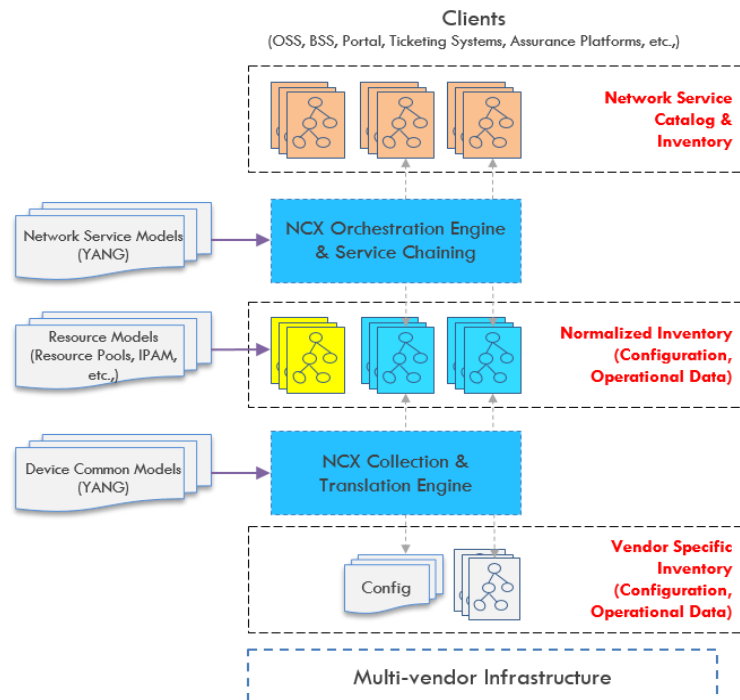 Clients
(OSS, BSS, Portal, Ticketing Systems, Assurance Platforms, etc.,)
Network Service
Catalog &
Inventory
Network Service Models
(YANG)
NCX Orchestration Engine
& Service Chaining
Resource Models
(Resource Pools, IPAM,
etc.,)
Normalized Inventory
(Configuration,
Operational Data)
Device Common Models
(YANG)
NCX Collection &
Translation Engine
Config
Vendor Specific
Inventory
(Configuration,
Operational Data)
Multi-vendor Infrastructure